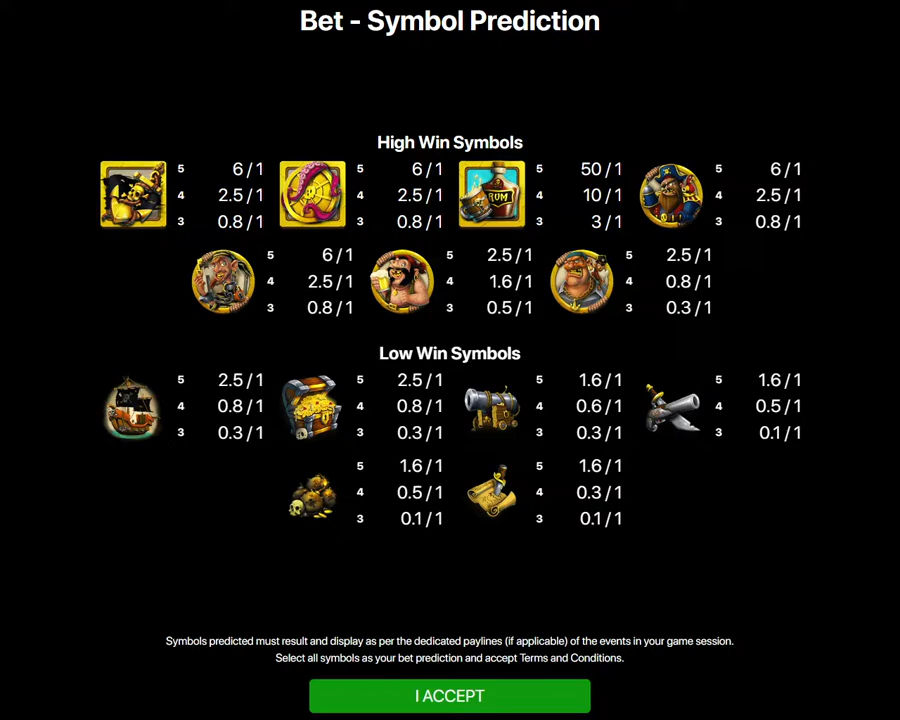 Bet - Symbol Prediction
High Win Symbols
5 6 / 1 5 6 / 1 5 50 / 1 5 6 / 1
4 2.5 / 1 4 2.5 / 1 4 10 / 1 4 2.5 / 1
3 0.8 / 1 3 0.8 / 1 3 3 / 1 3 0.8 / 1
RUM
5 6 / 1 5 2.5 / 1 5 2.5 / 1
4 2.5 / 1 4 1.6 / 1 4 0.8 / 1
3 0.8 / 1 3 0.5 / 1 3 0.3 / 1
Low Win Symbols
5 2.5 / 1 5 2.5 / 1 5 1.6 / 1 5 1.6 / 1
4 0.8 / 1 4 0.8 / 1 4 0.6 / 1 4 0.5 / 1
3 0.3 / 1 3 0.3 / 1 3 0.3 / 1 3 0.1 / 1
5 1.6 / 1 5 1.6 / 1
4 0.5 / 1 4 0.3 / 1
3 0.1 / 1 3 0.1 / 1
Symbols predicted must result and display as per the dedicated paylines (if applicable) of the events in your game session.
Select all symbols as your bet prediction and accept Terms and Conditions.
I ACCEPT